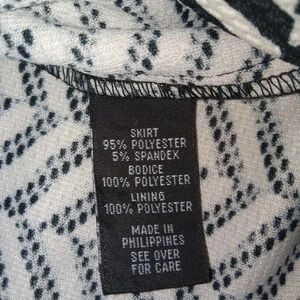 SKIRT
95% POLYESTER
5% SPANDEX
BODICE
100% POLYESTER
LINING
100% POLYESTER
MADE IN
PHILIPPINES
SEE OVER
FOR CARE